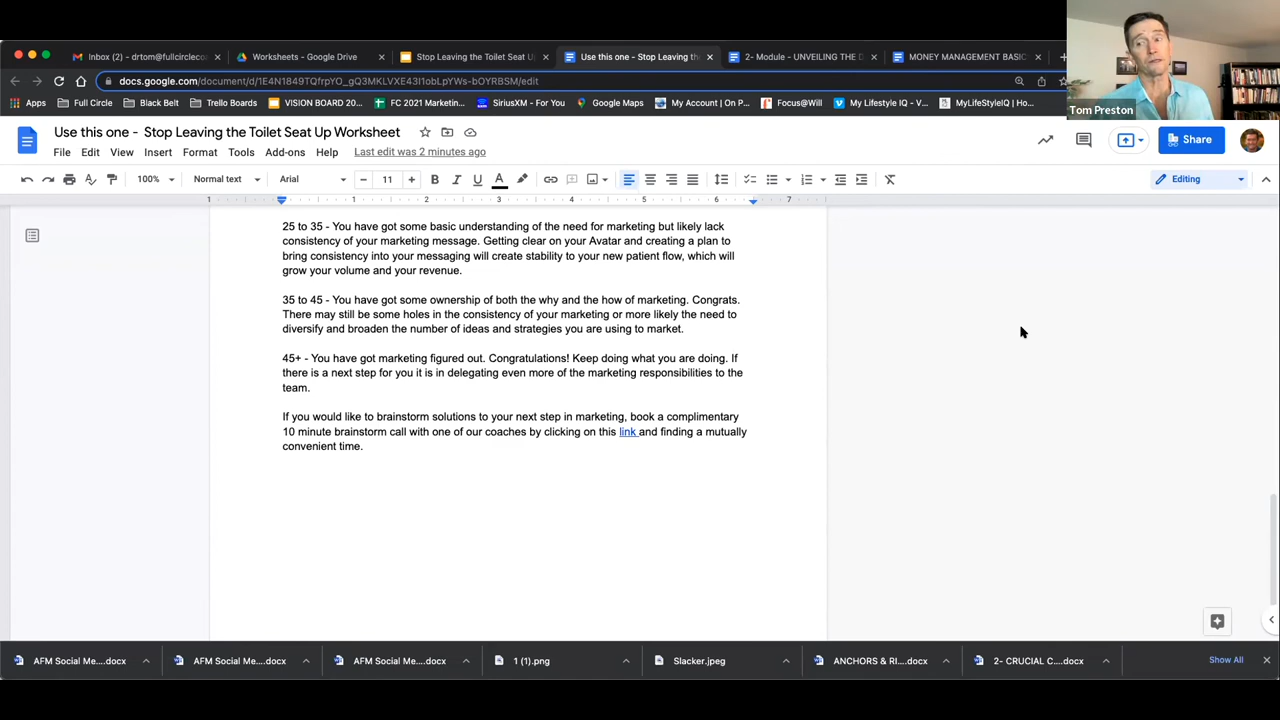 Inbox (2) - drtom@fullcircleco
Worksheets - Google Drive
Stop Leaving the Toilet Seat U
Use this one - Stop Leaving the
2- Module - UNVEILING THE D
MONEY MANAGEMENT BASIC
docs.google.com/document/d/1E4N1849TQfrpYO_gQ3MKLVXE43I1obLpYWs-bOYRBSM/edit
Apps
Full Circle
Black Belt
Trello Boards
VISION BOARD 20...
FC 2021 Marketin...
SiriusXM - For You
Google Maps
My Account | On P...
Focus@Will
My Lifestyle IQ - V...
MyLifeStyleIQ | Ho...
Tom Preston
Use this one - Stop Leaving the Toilet Seat Up Worksheet
Share
File Edit View Insert Format Tools Add-ons Help Last edit was 2 minutes ago
100% Normal text Arial 11 B I U A Editing
1 1 2 3 4 5 6 7
25 to 35 - You have got some basic understanding of the need for marketing but likely lack
consistency of your marketing message. Getting clear on your Avatar and creating a plan to
bring consistency into your messaging will create stability to your new patient flow, which will
grow your volume and your revenue.
35 to 45 - You have got some ownership of both the why and the how of marketing. Congrats.
There may still be some holes in the consistency of your marketing or more likely the need to
diversify and broaden the number of ideas and strategies you are using to market.
45+ - You have got marketing figured out. Congratulations! Keep doing what you are doing. If
there is a next step for you it is in delegating even more of the marketing responsibilities to the
team.
If you would like to brainstorm solutions to your next step in marketing, book a complimentary
10 minute brainstorm call with one of our coaches by clicking on this link and finding a mutually
convenient time.
AFM Social Me....docx
AFM Social Me....docx
AFM Social Me....docx
1 (1).png
Slacker.jpeg
ANCHORS & RI....docx
2- CRUCIAL C....docx
Show All